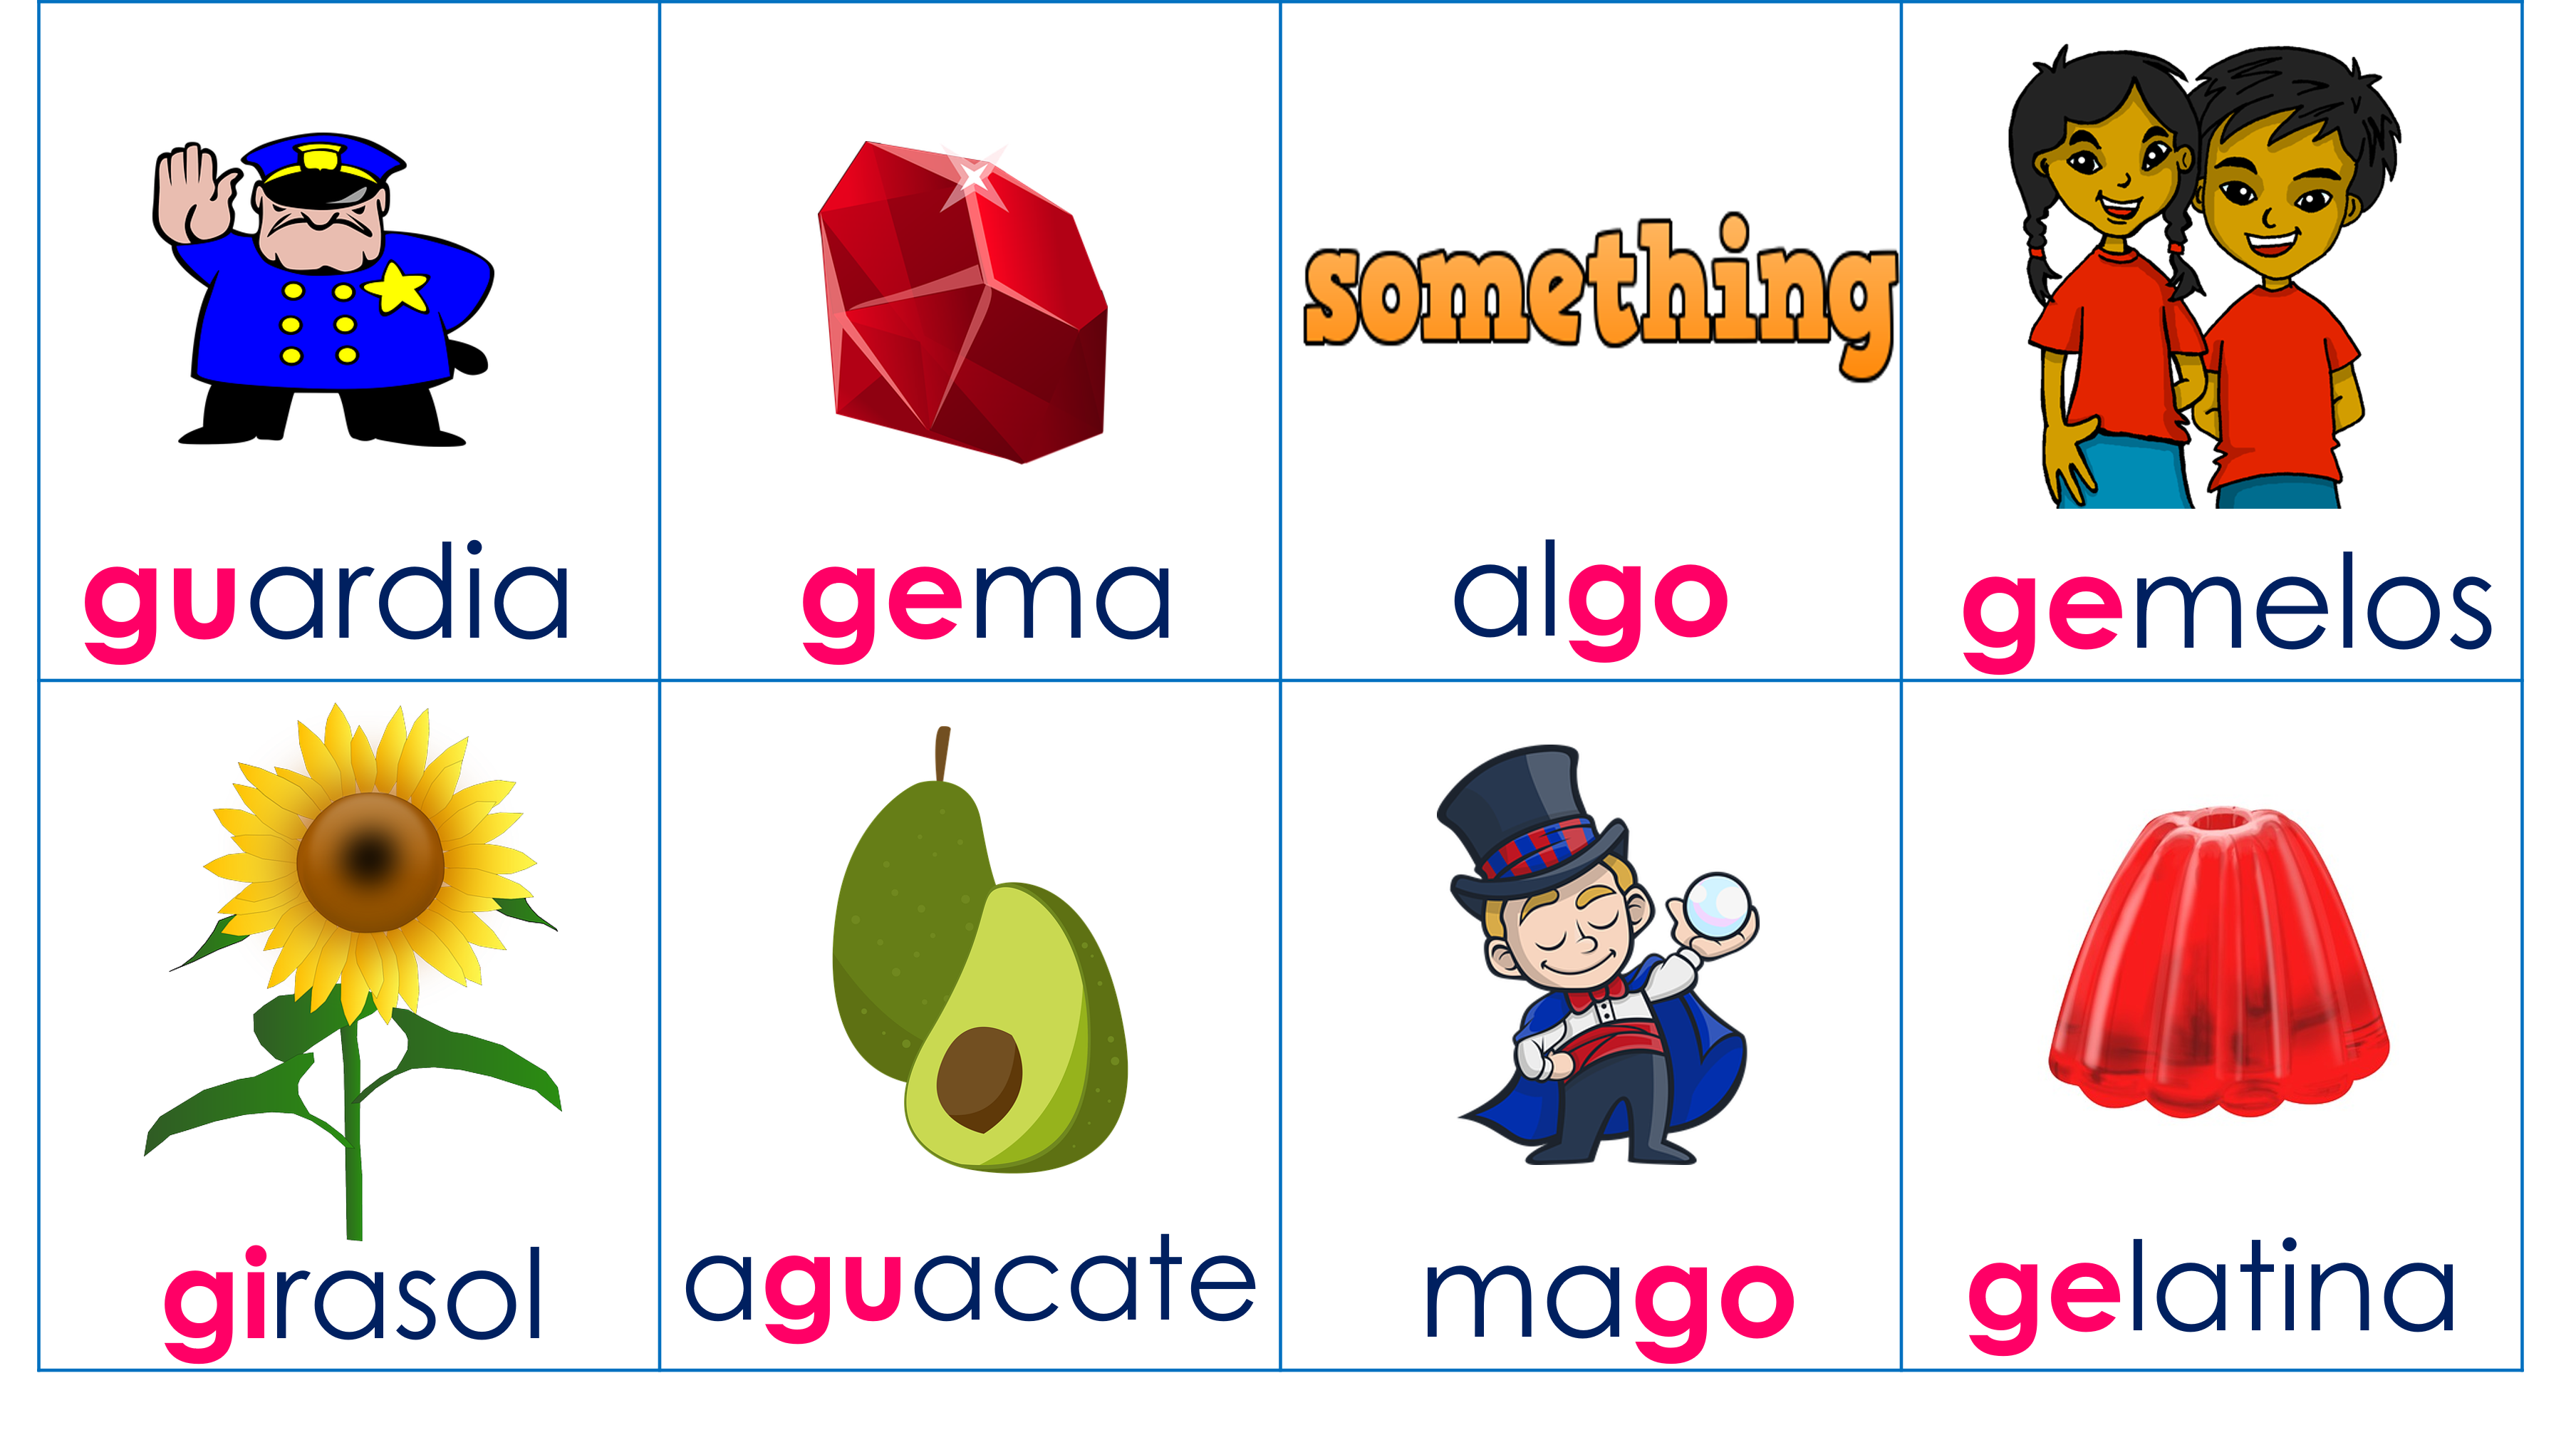 something
guardia
gema
algo
gemelos
girasol
aguacate
mago
gelatina